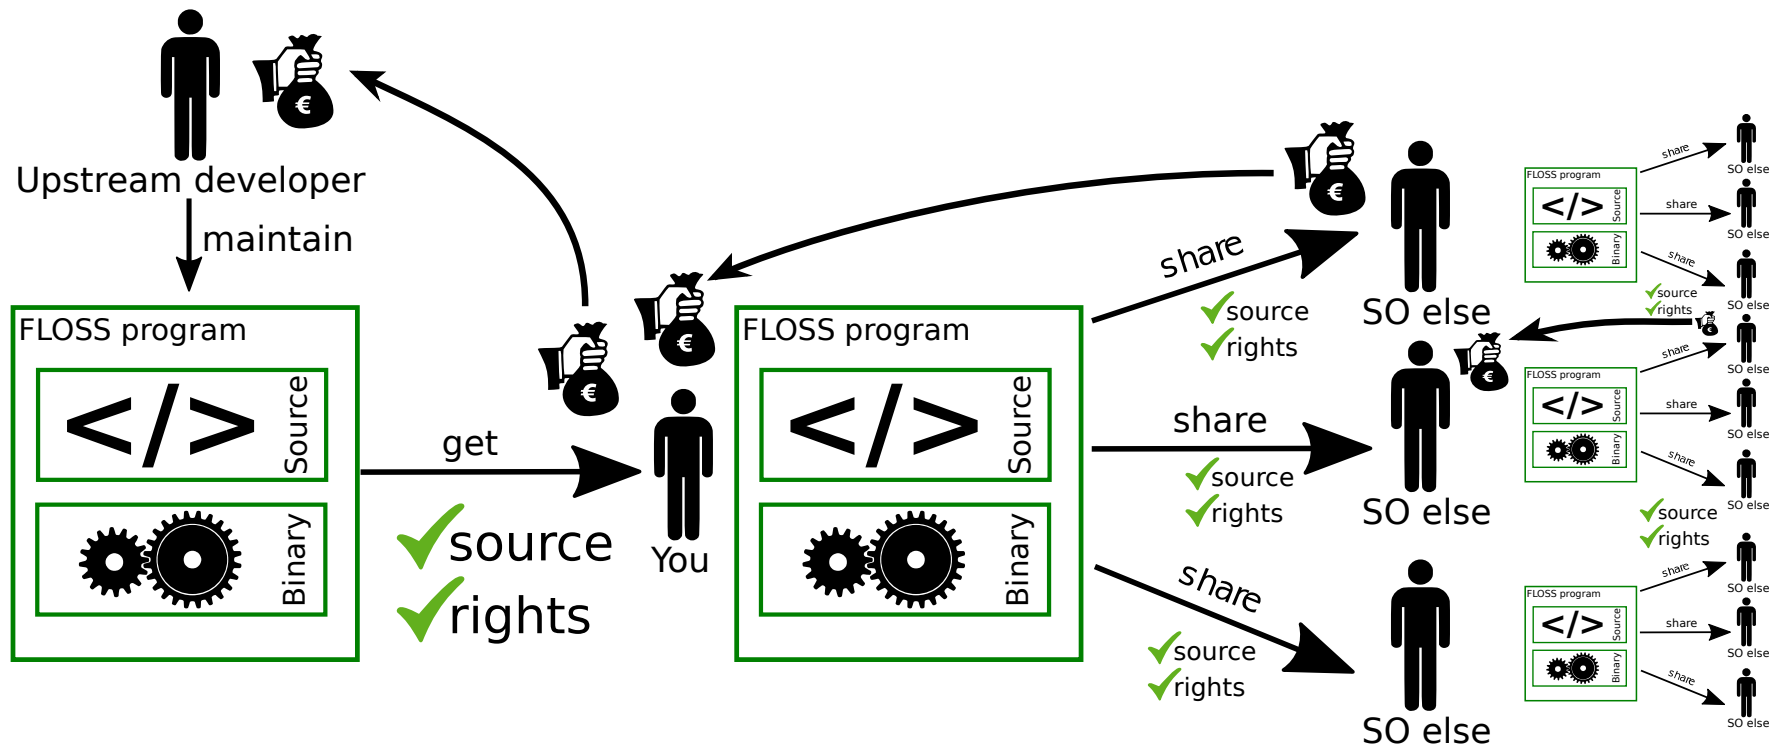 Upstream developer
maintain
FLOSS program
</>
Source
Binary
€
€
get
source
rights
€
You
FLOSS program
</>
Source
Binary
€
share
source
rights
SO else
share
source
rights
SO else
share
source
rights
SO else
FLOSS program
</>
Source
Binary
share
SO else
share
SO else
share
SO else
source
rights
€
€
FLOSS program
</>
Source
Binary
share
SO else
share
SO else
share
SO else
source
rights
FLOSS program
</>
Source
Binary
share
SO else
share
SO else
share
SO else